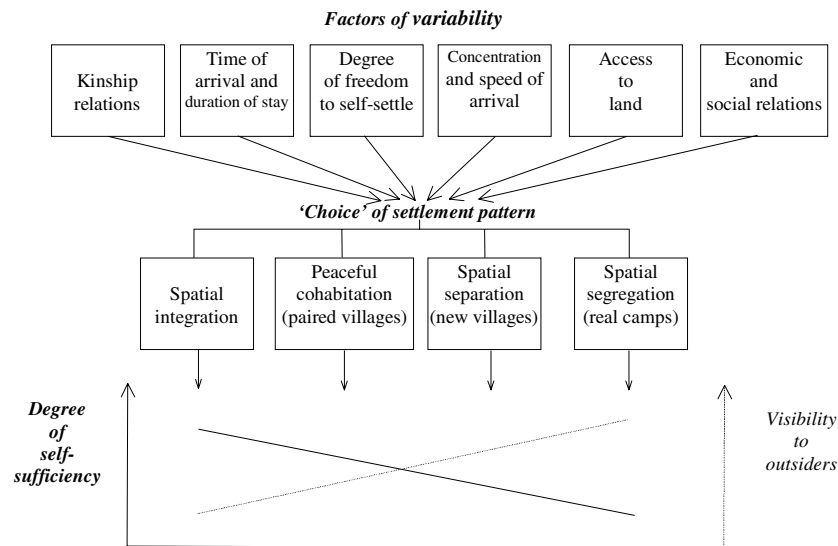 Factors of variability
Kinship
relations
Time of
arrival and
duration of stay
Degree
of freedom
to self-settle
Concentration
and speed of
arrival
Access
to
land
Economic
and
social relations
‘Choice’ of settlement pattern
Spatial
integration
Peaceful
cohabitation
(paired villages)
Spatial
separation
(new villages)
Spatial
segregation
(real camps)
Degree
of
self-
sufficiency
Visibility
to
outsiders